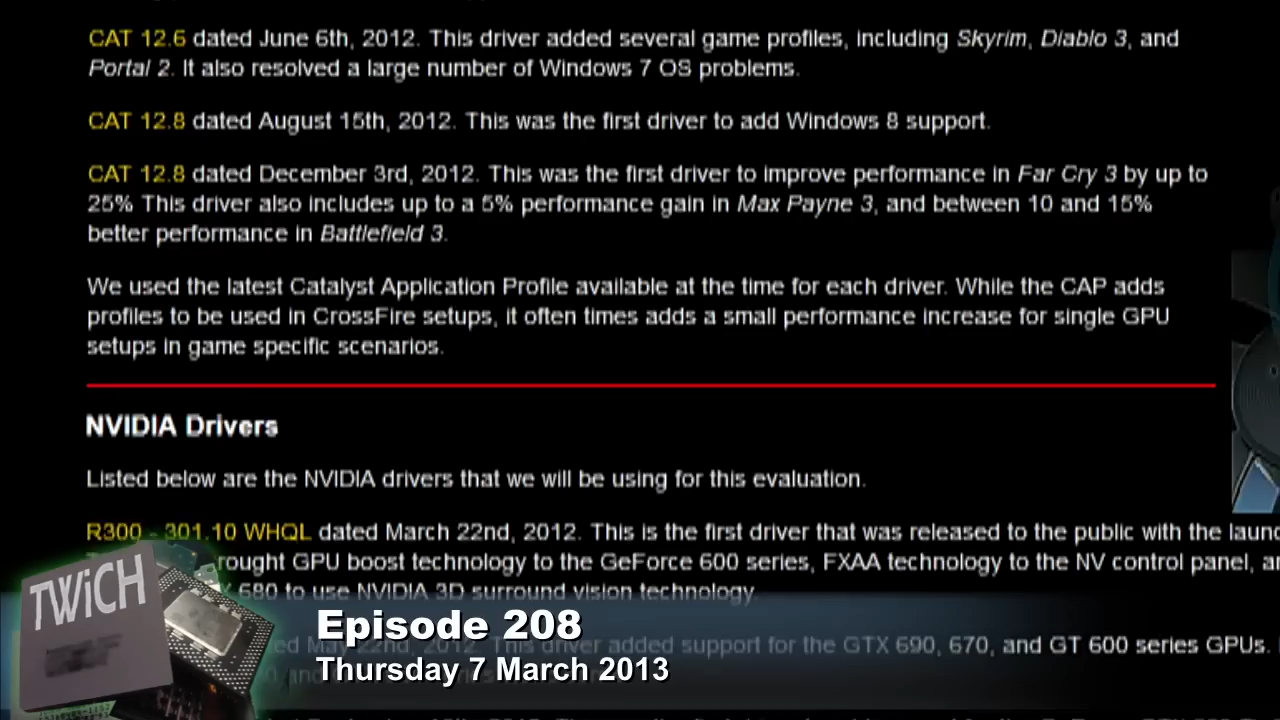 CAT 12.6 dated June 6th, 2012. This driver added several game profiles, including Skyrim, Diablo 3, and
Portal 2. It also resolved a large number of Windows 7 OS problems.
CAT 12.8 dated August 15th, 2012. This was the first driver to add Windows 8 support.
CAT 12.8 dated December 3rd, 2012. This was the first driver to improve performance in Far Cry 3 by up to
25% This driver also includes up to a 5% performance gain in Max Payne 3, and between 10 and 15%
better performance in Battlefield 3.
We used the latest Catalyst Application Profile available at the time for each driver. While the CAP adds
profiles to be used in CrossFire setups, it often times adds a small performance increase for single GPU
setups in game specific scenarios.
NVIDIA Drivers
Listed below are the NVIDIA drivers that we will be using for this evaluation.
R300 - 301.10 WHQL dated March 22nd, 2012. This is the first driver that was released to the public with the
rought GPU boost technology to the GeForce 600 series, FXAA technology to the NV control panel,
680 to use NVIDIA 3D surround vision technology.
May 22nd, 2012. This driver added support for the GTX 690, 670, and GT 600 series GPUs.
TWiCH
Episode 208
Thursday 7 March 2013